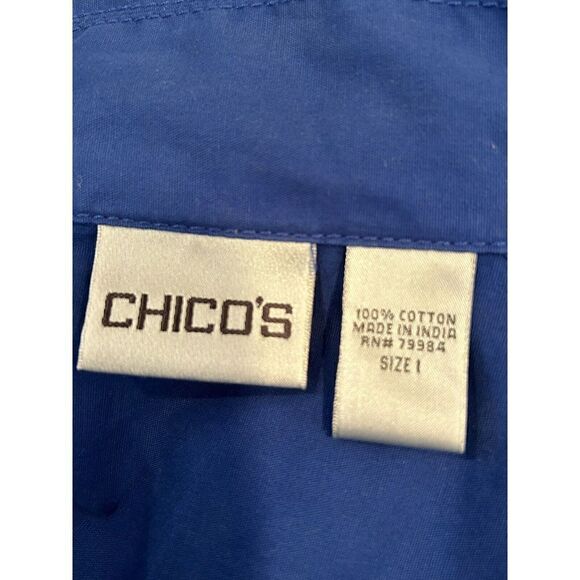 CHICO'S
100% COTTON
MADE IN INDIA
RN# 79984
SIZE 1